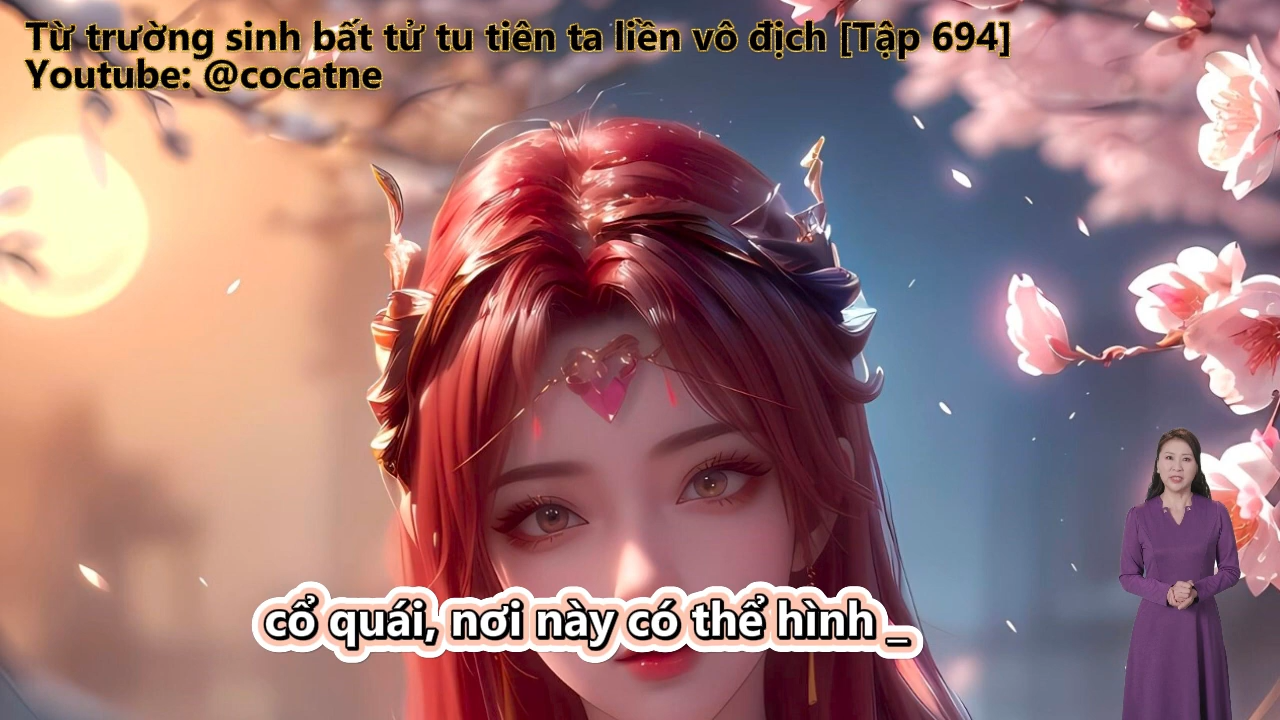 Từ trường sinh bất tử tu tiên ta liền vô địch [Tập 694]
Youtube: @cocatne
cổ quái, nơi này có thể hình _